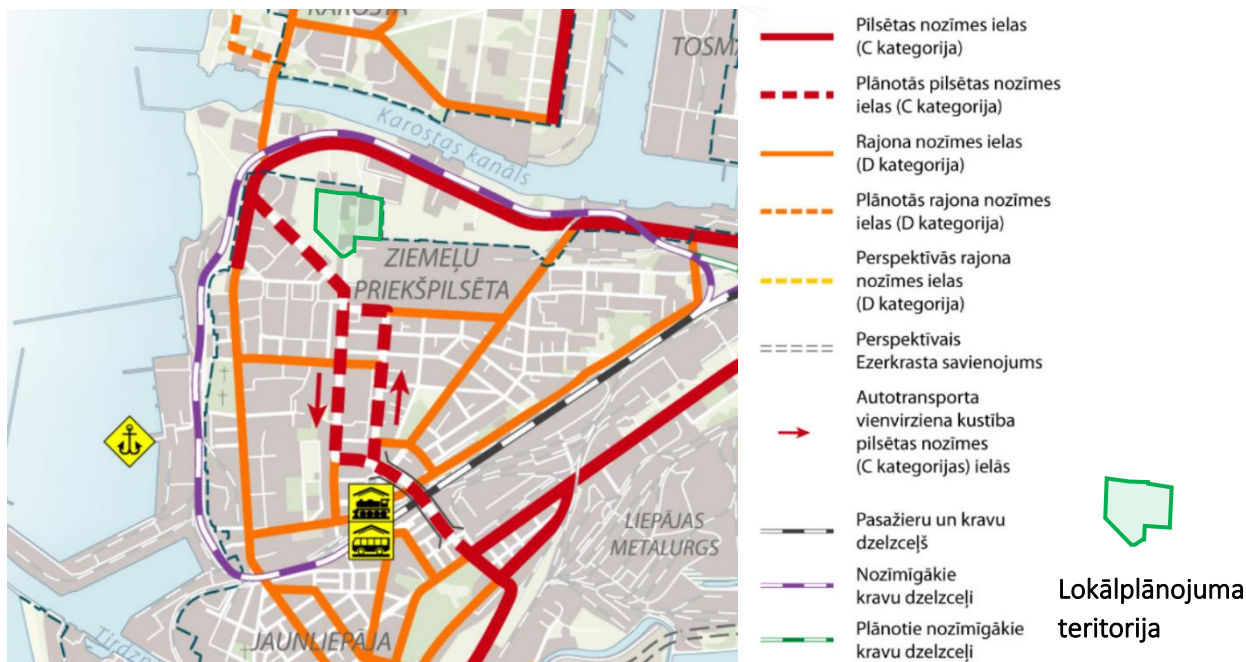 KAROSTA
TOSMA
Karostas kanāls
ZIEMEĻU
PRIEKŠPILSĒTA
LIEPĀJAS
METALURGS
JAUNLIEPĀJA
Pilsētas nozīmes ielas
(C kategorija)
Plānotās pilsētas nozīmes
ielas (C kategorija)
Rajona nozīmes ielas
(D kategorija)
Plānotās rajona nozīmes
ielas (D kategorija)
Perspektīvās rajona
nozīmes ielas
(D kategorija)
Perspektīvais
Ezerkrasta savienojums
Autotransporta
vienvirziena kustība
pilsētas nozīmes
(C kategorijas) ielās
Pasažieru un kravu
dzelzceļš
Nozīmīgākie
kravu dzelzceļi
Plānotie nozīmīgākie
kravu dzelzceļi
Lokālplānojuma
teritorija